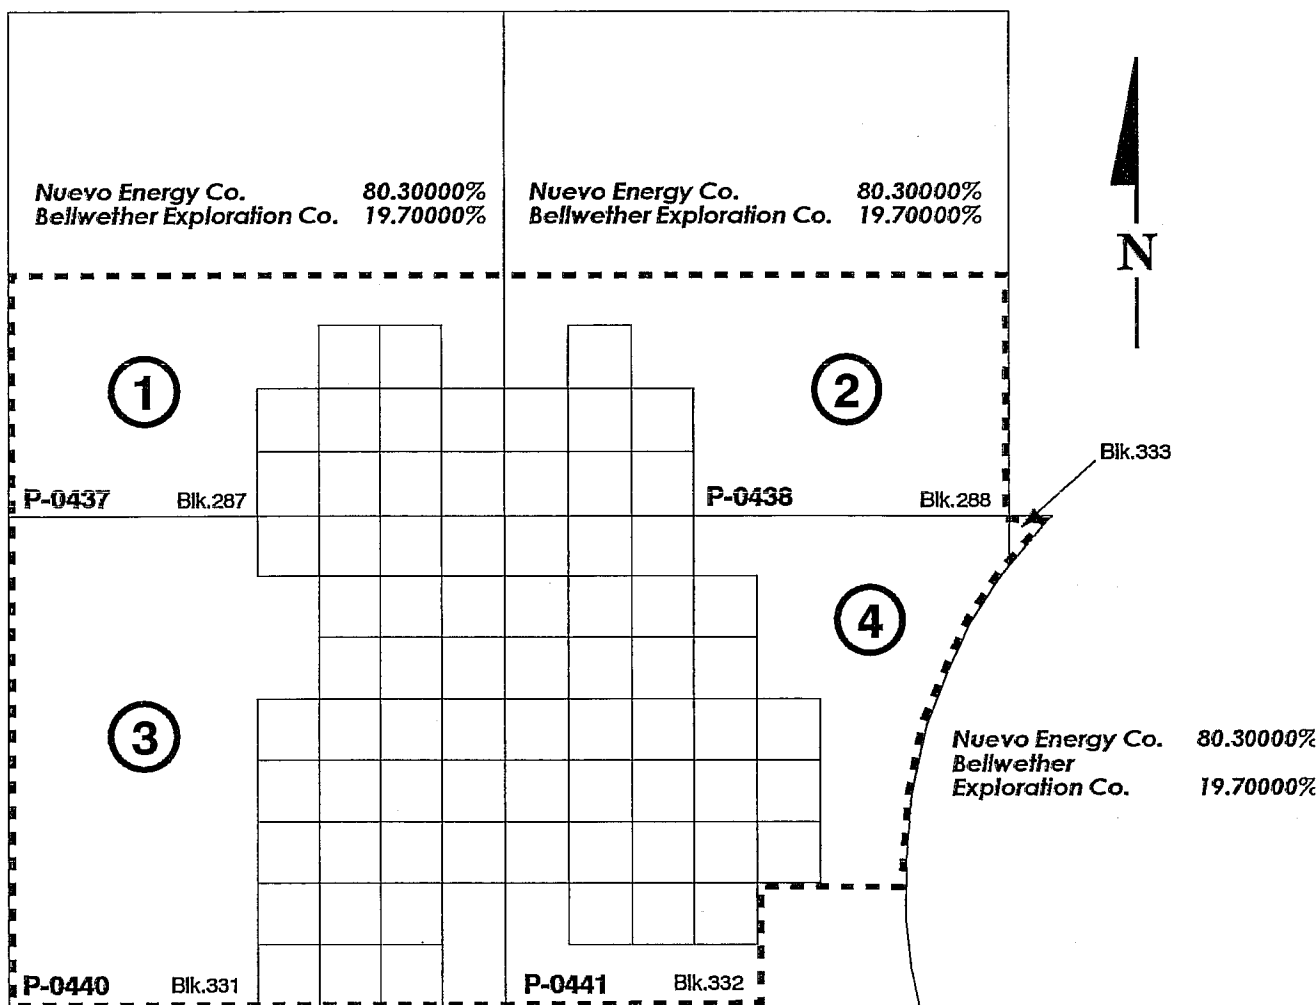 Nuevo Energy Co. 80.30000%
Bellwether Exploration Co. 19.70000%
Nuevo Energy Co. 80.30000%
Bellwether Exploration Co. 19.70000%
N
1
2
Blk.333
P-0437 Blk.287
P-0438 Blk.288
4
3
Nuevo Energy Co. 80.30000%
Bellwether
Exploration Co. 19.70000%
P-0440 Blk.331
P-0441 Blk.332